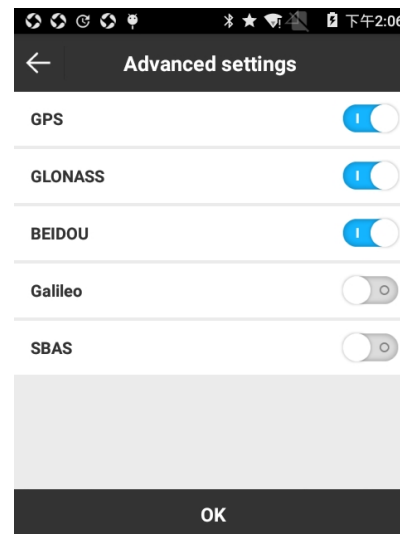 下午2:06
Advanced settings
GPS
GLONASS
BEIDOU
Galileo
SBAS
OK